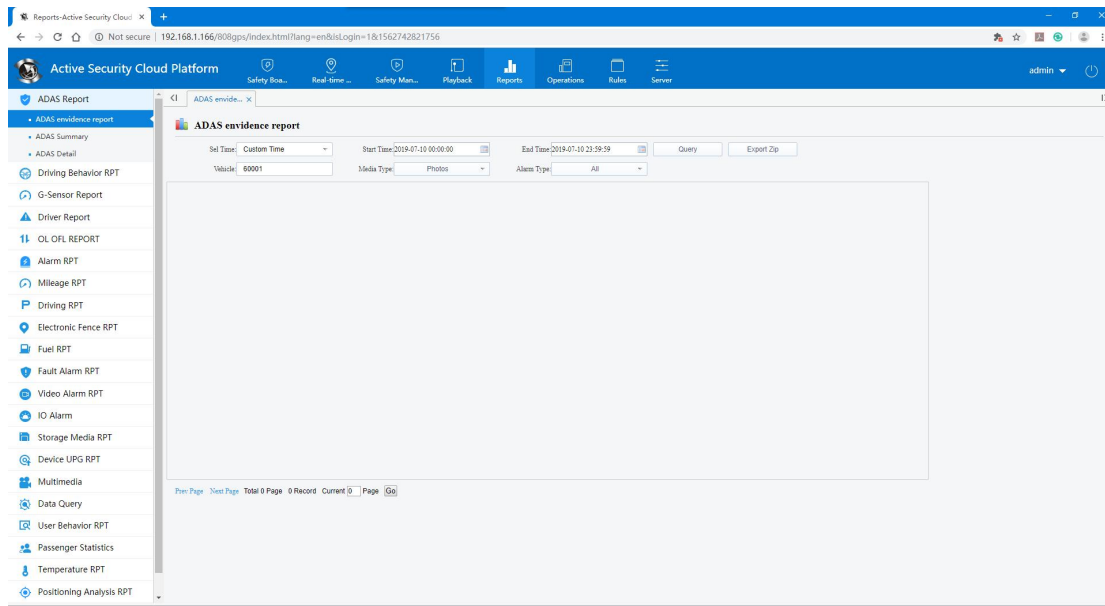 Reports-Active Security Cloud
Not secure | 192.168.1.166/808gps/index.html?lang=en&IsLogin=1&1562742821756
Active Security Cloud Platform
Safety Boa...
Real-time ...
Safety Man...
Playback
Reports
Operations
Rules
Server
admin
ADAS Report
ADAS envidence report
ADAS Summary
ADAS Detail
Driving Behavior RPT
G-Sensor Report
Driver Report
OL OFL REPORT
Alarm RPT
Mileage RPT
Driving RPT
Electronic Fence RPT
Fuel RPT
Fault Alarm RPT
Video Alarm RPT
IO Alarm
Storage Media RPT
Device UPG RPT
Multimedia
Data Query
User Behavior RPT
Passenger Statistics
Temperature RPT
Positioning Analysis RPT
ADAS envide...
ADAS envidence report
Sel Time: Custom Time Start Time: 2019-07-10 00:00:00 End Time: 2019-07-10 23:59:59 Query Export Zip
Vehicle: 60001 Media Type: Photos Alarm Type: All
Prev Page Next Page Total 0 Page 0 Record Current 0 Page Go